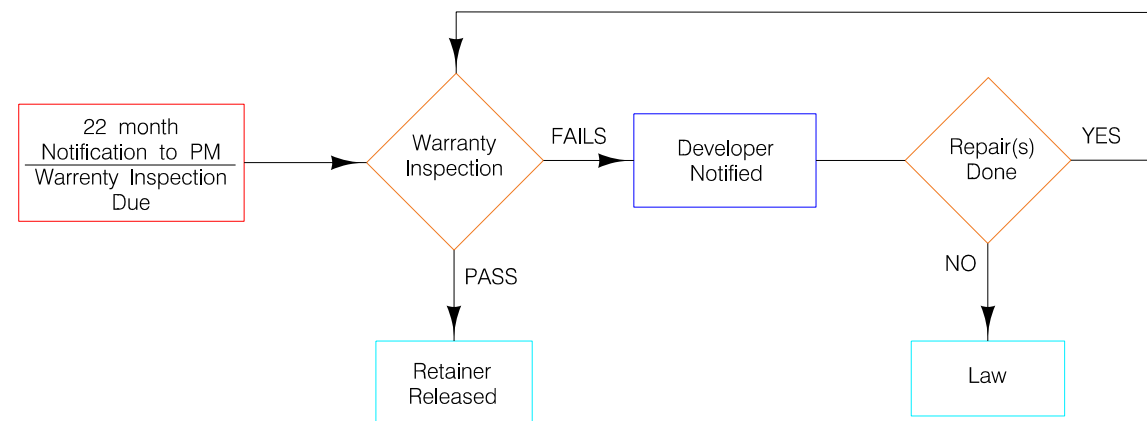 22 month
Notification to PM
Warrenty Inspection
Due
Warranty
Inspection
FAILS
Developer
Notified
Repair(s)
Done
YES
PASS
NO
Retainer
Released
Law